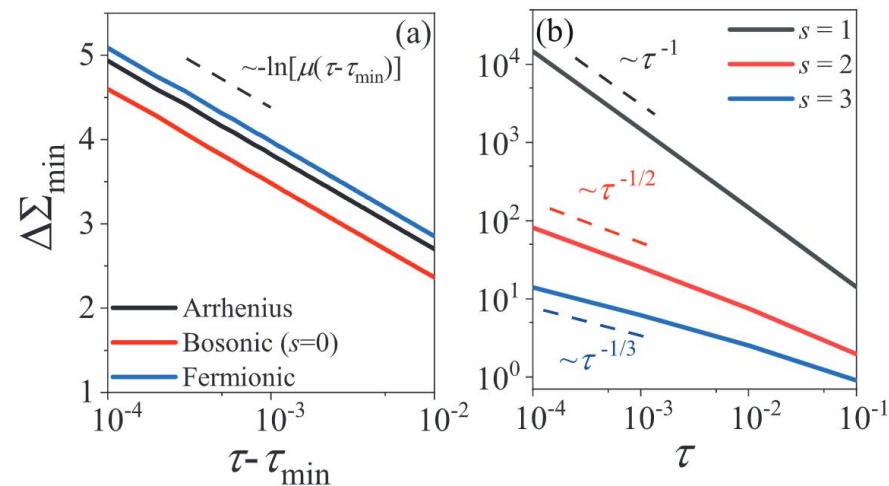 (a)
5
4
3
2
1
ΔΣ_min
~-ln[μ(τ-τ_min)]
Arrhenius
Bosonic (s=0)
Fermionic
10^-4 10^-3 10^-2
τ-τ_min
(b)
s = 1
s = 2
s = 3
10^4
10^3
10^2
10^1
10^0
~τ^-1
~τ^-1/2
~τ^-1/3
10^-4 10^-3 10^-2 10^-1
τ